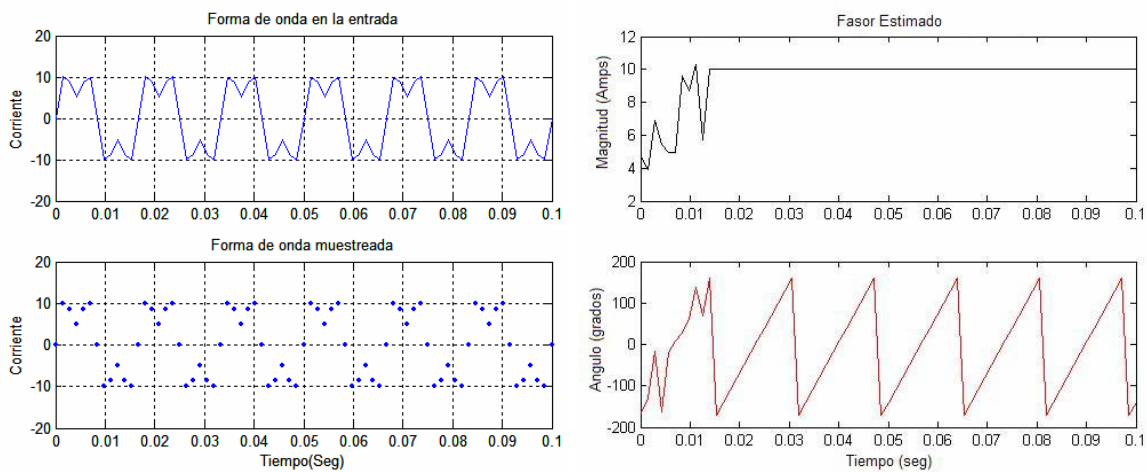 Forma de onda en la entrada
20
10
0
-10
-20
Corriente
0 0.01 0.02 0.03 0.04 0.05 0.06 0.07 0.08 0.09 0.1
Forma de onda muestreada
20
10
0
-10
-20
Corriente
0 0.01 0.02 0.03 0.04 0.05 0.06 0.07 0.08 0.09 0.1
Tiempo(Seg)
Fasor Estimado
12
10
8
6
4
2
Magnitud (Amps)
0 0.01 0.02 0.03 0.04 0.05 0.06 0.07 0.08 0.09 0.1
200
100
0
-100
-200
Angulo (grados)
0 0.01 0.02 0.03 0.04 0.05 0.06 0.07 0.08 0.09 0.1
Tiempo (seg)